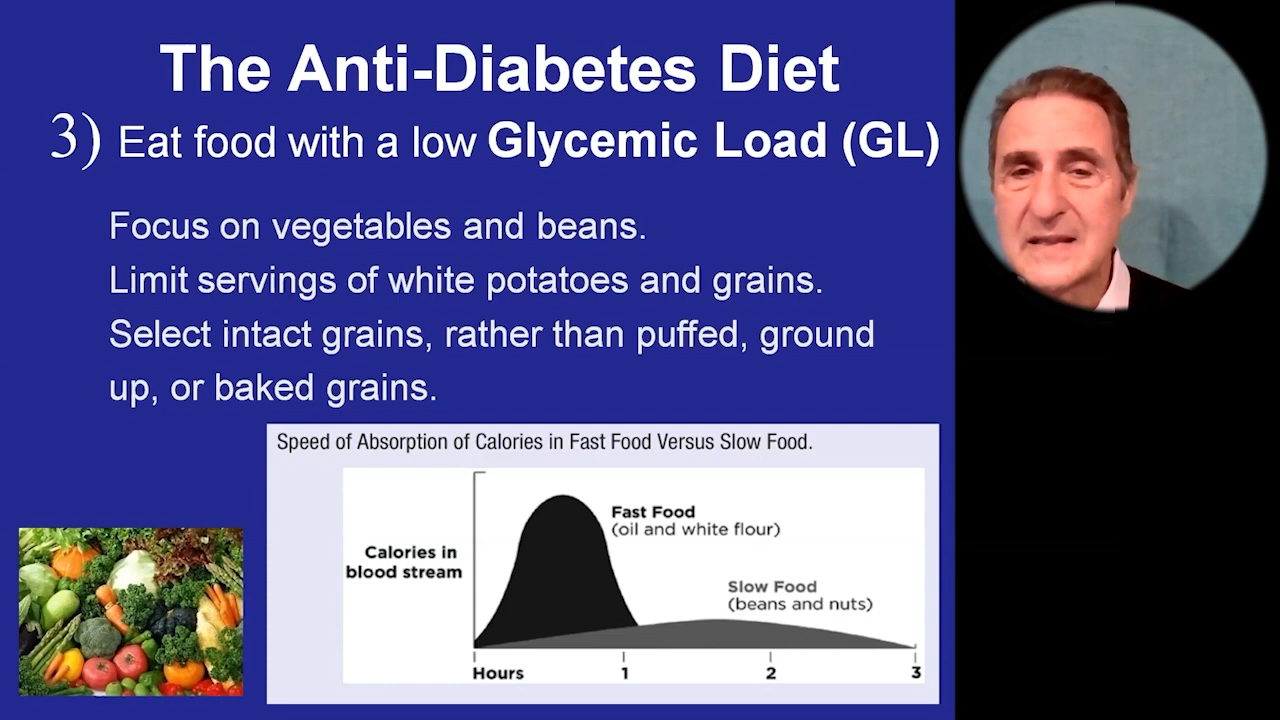 The Anti-Diabetes Diet
3) Eat food with a low Glycemic Load (GL)
Focus on vegetables and beans.
Limit servings of white potatoes and grains.
Select intact grains, rather than puffed, ground
up, or baked grains.
Speed of Absorption of Calories in Fast Food Versus Slow Food.
Fast Food
(oil and white flour)
Calories in
blood stream
Slow Food
(beans and nuts)
Hours 1 2 3